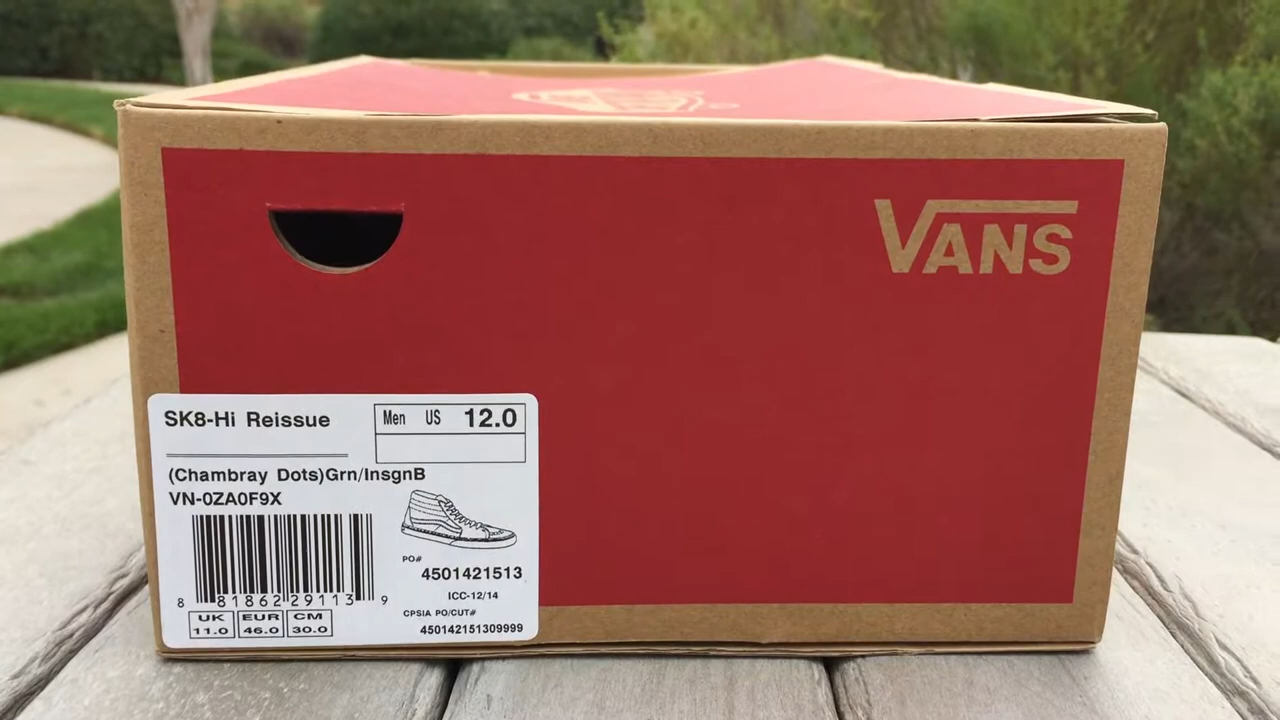 VANS
SK8-Hi Reissue
Men US 12.0
(Chambray Dots)Grn/InsgnB
VN-0ZA0F9X
PO#
4501421513
ICC-12/14
CPSIA PO/CUT#
450142151309999
8 81862 29113 9
UK EUR CM
11.0 46.0 30.0